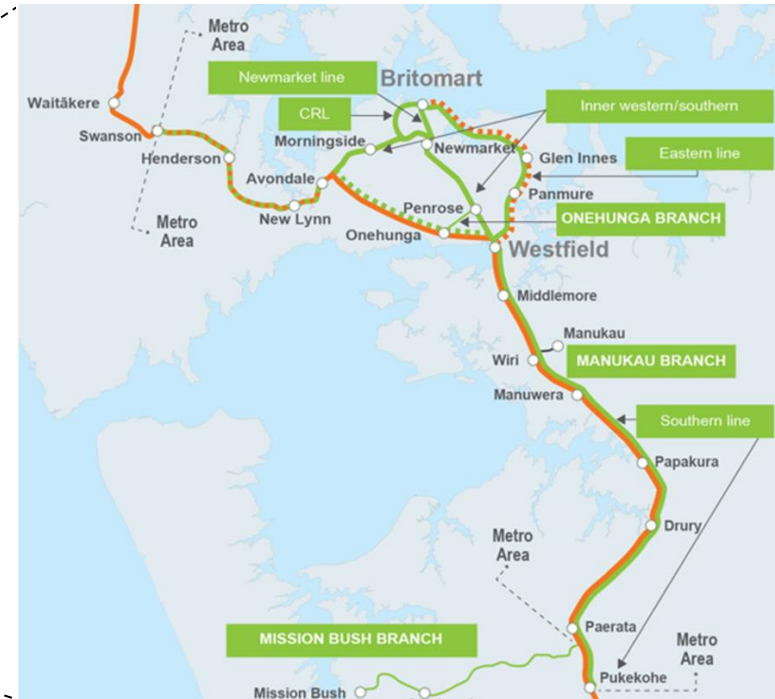 Metro
Area
Newmarket line
Britomart
Waitākere
CRL
Inner western/southern
Swanson
Morningside
Newmarket
Henderson
Glen Innes
Eastern line
Avondale
Panmure
New Lynn
Penrose
ONEHUNGA BRANCH
Metro
Area
Onehunga
Westfield
Middlemore
Manukau
Wiri
MANUKAU BRANCH
Manuwera
Southern line
Papakura
Drury
Metro
Area
Paerata
MISSION BUSH BRANCH
Metro
Area
Pukekohe
Mission Bush